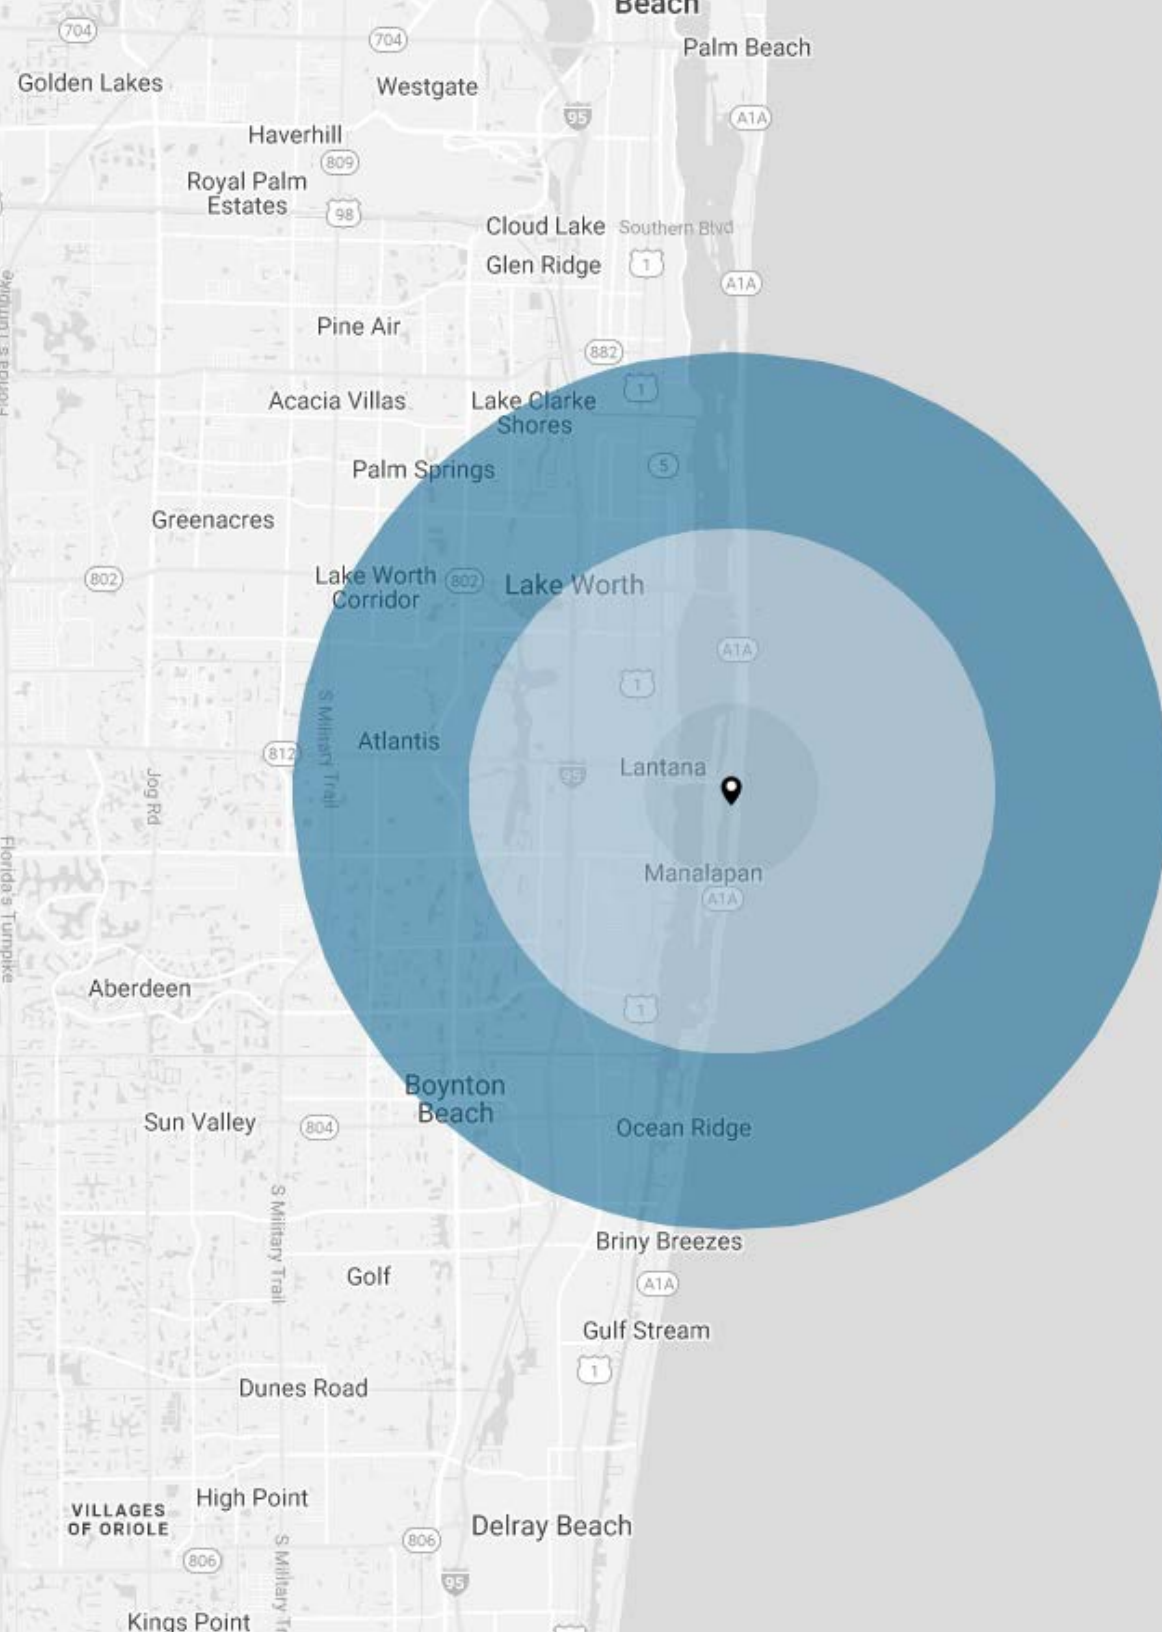 Beach
704
704
Palm Beach
Golden Lakes
Westgate
95
A1A
Haverhill
809
Royal Palm
Estates
98
Cloud Lake
Southern Blvd
Glen Ridge
1
A1A
Florida's Turnpike
Pine Air
882
1
Acacia Villas
Lake Clarke
Shores
5
Palm Springs
Greenacres
802
Lake Worth
Corridor
802
Lake Worth
A1A
1
S Military Trail
Atlantis
812
Jog Rd
95
Lantana
Manalapan
A1A
Florida's Turnpike
Aberdeen
1
Boynton
Beach
Sun Valley
804
Ocean Ridge
S Military Trail
Briny Breezes
Golf
A1A
Gulf Stream
1
Dunes Road
High Point
VILLAGES
OF ORIOLE
Delray Beach
806
806
S Military Tr
95
Kings Point